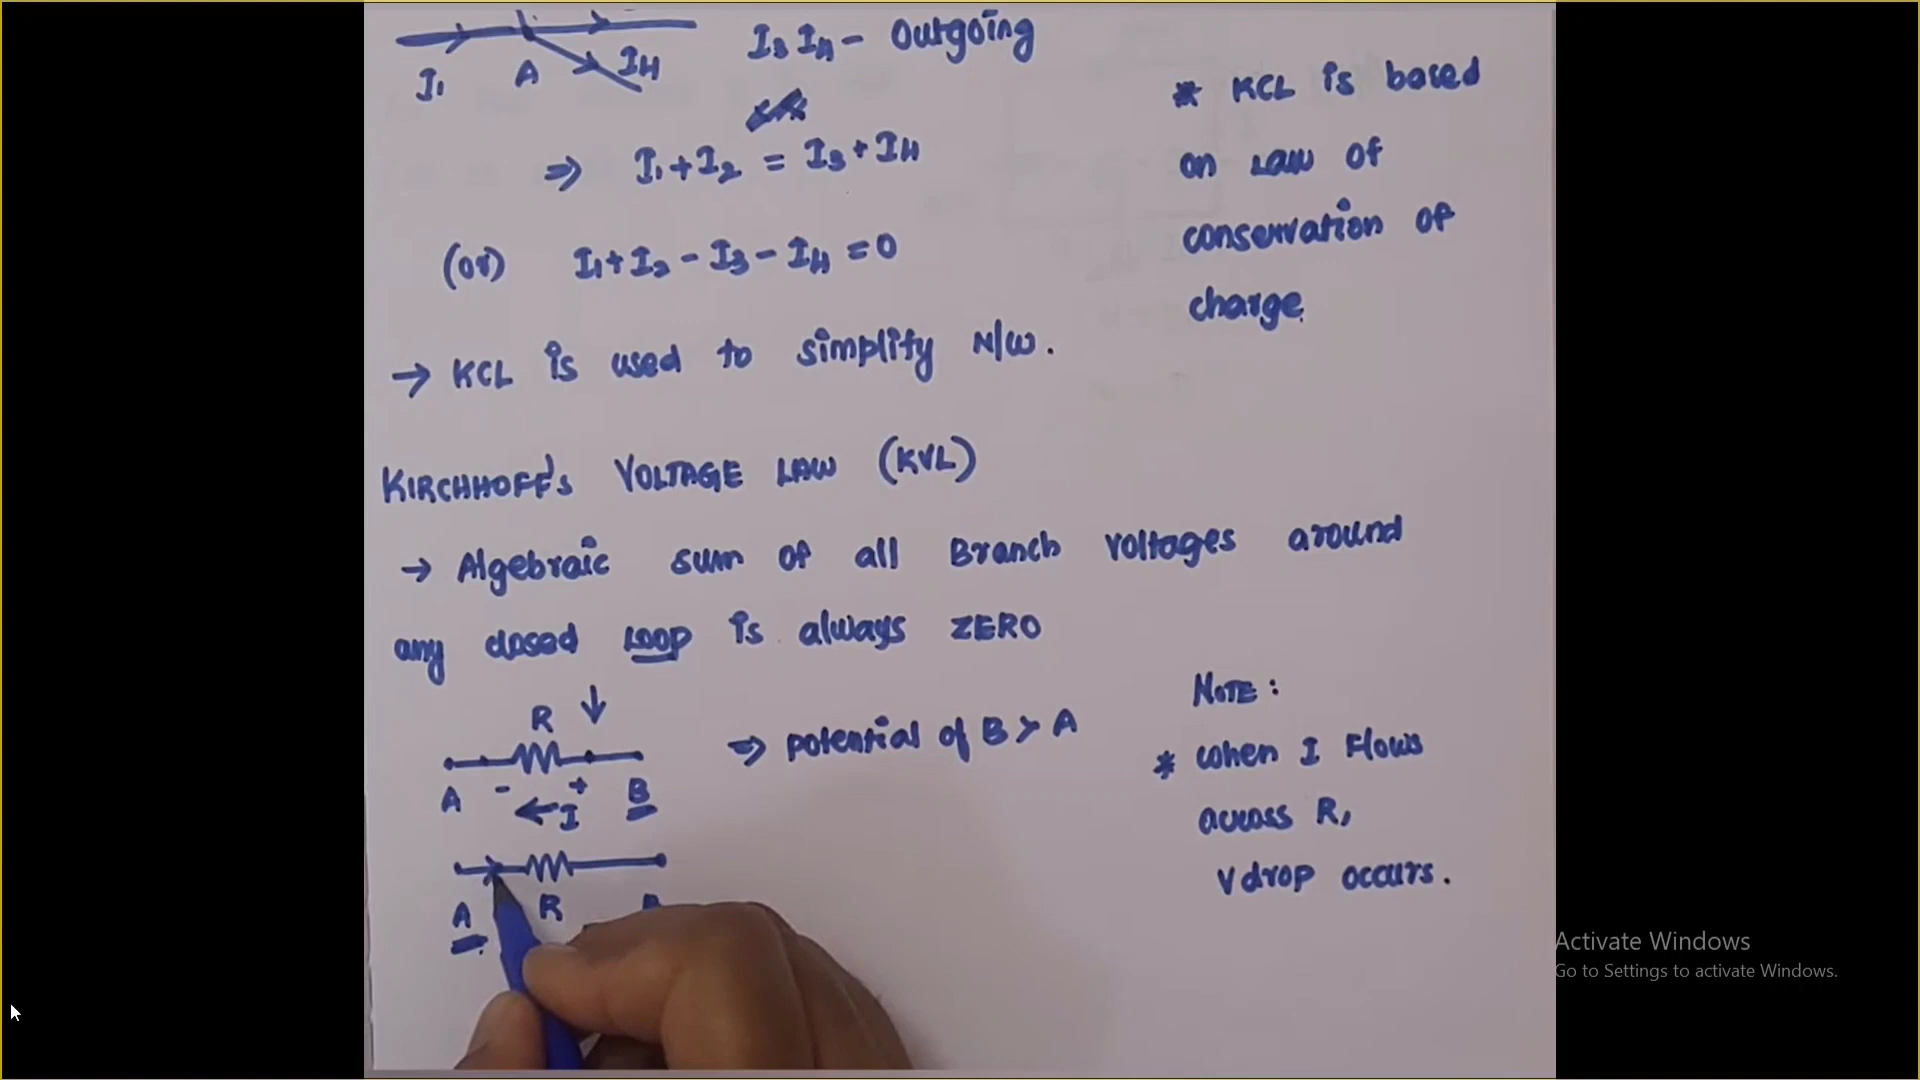 I₃ I₄ - Outgoing
I₁ A I₄
⇒ I₁ + I₂ = I₃ + I₄
(or) I₁ + I₂ - I₃ - I₄ = 0
→ KCL is used to simplify N/W.
* KCL is based
on Law of
conservation of
charge.
KIRCHHOFF's VOLTAGE LAW (KVL)
→ Algebraic sum of all Branch voltages around
any closed Loop is always ZERO
R ↓
⇒ potential of B > A
A - + B
← I
A R
NOTE:
* when I Flows
across R,
V drop occurs.
Activate Windows
Go to Settings to activate Windows.